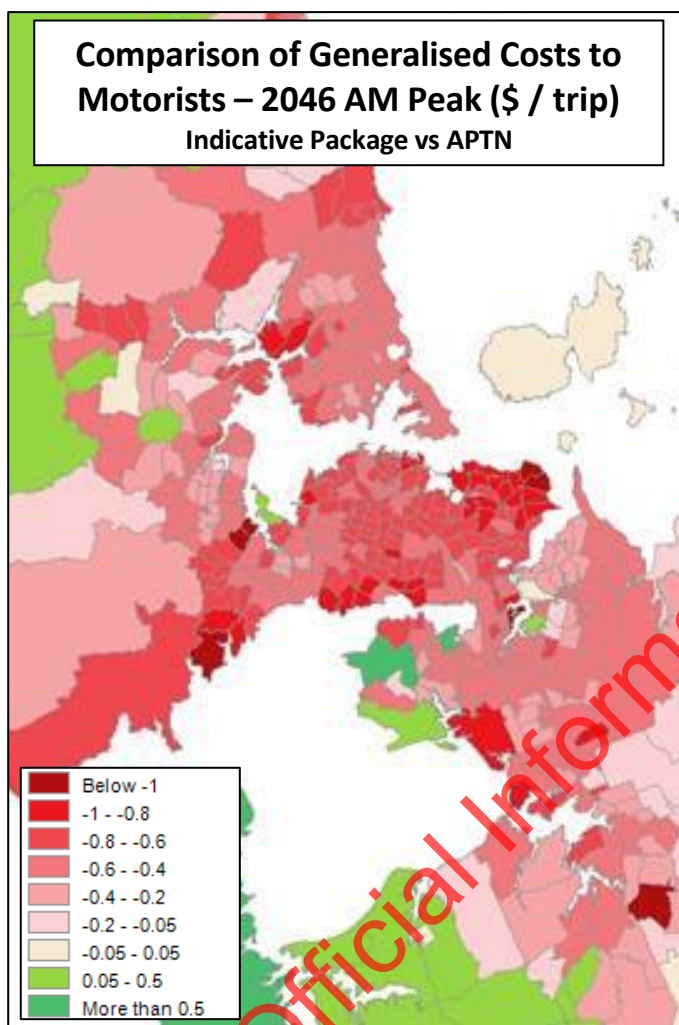 Comparison of Generalised Costs to
Motorists – 2046 AM Peak ($ / trip)
Indicative Package vs APTN
Below -1
-1 - -0.8
-0.8 - -0.6
-0.6 - -0.4
-0.4 - -0.2
-0.2 - -0.05
-0.05 - 0.05
0.05 - 0.5
More than 0.5
Official Inform